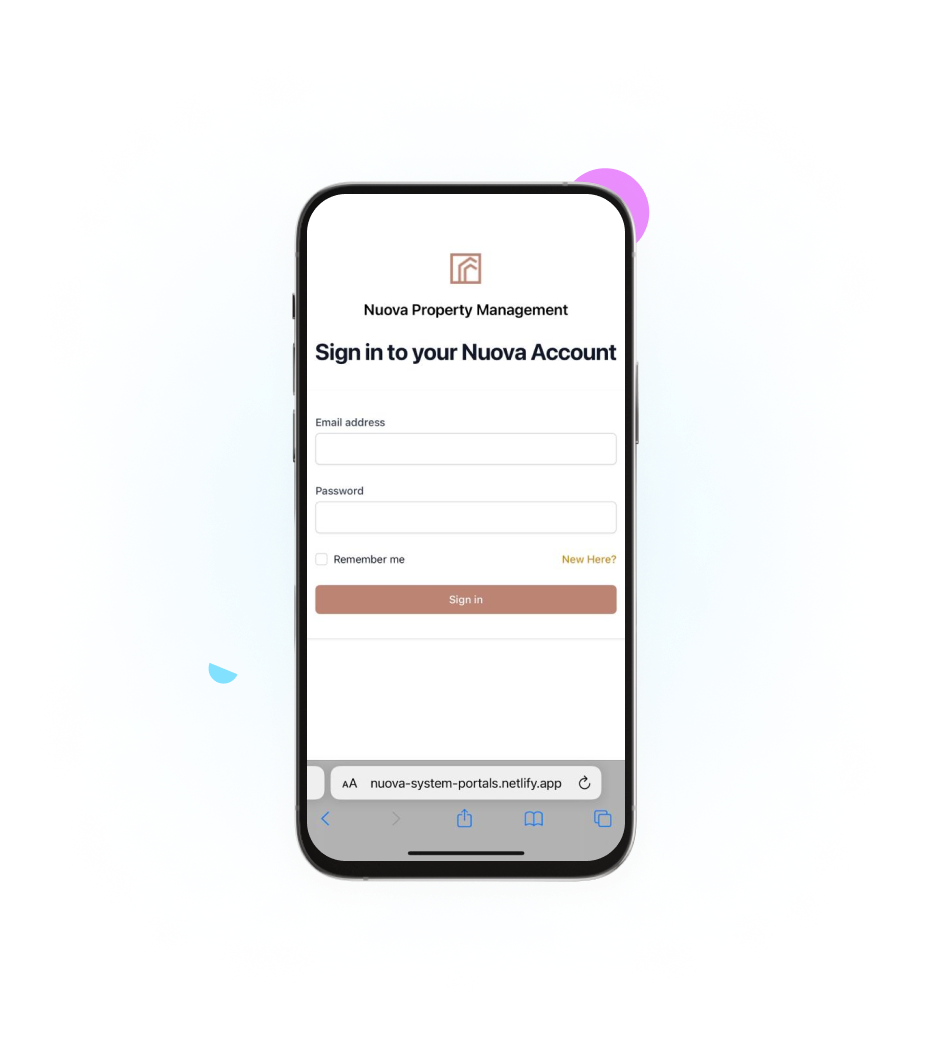 Nuova Property Management
Sign in to your Nuova Account
Email address
Password
Remember me New Here?
Sign in
AA nuova-system-portals.netlify.app